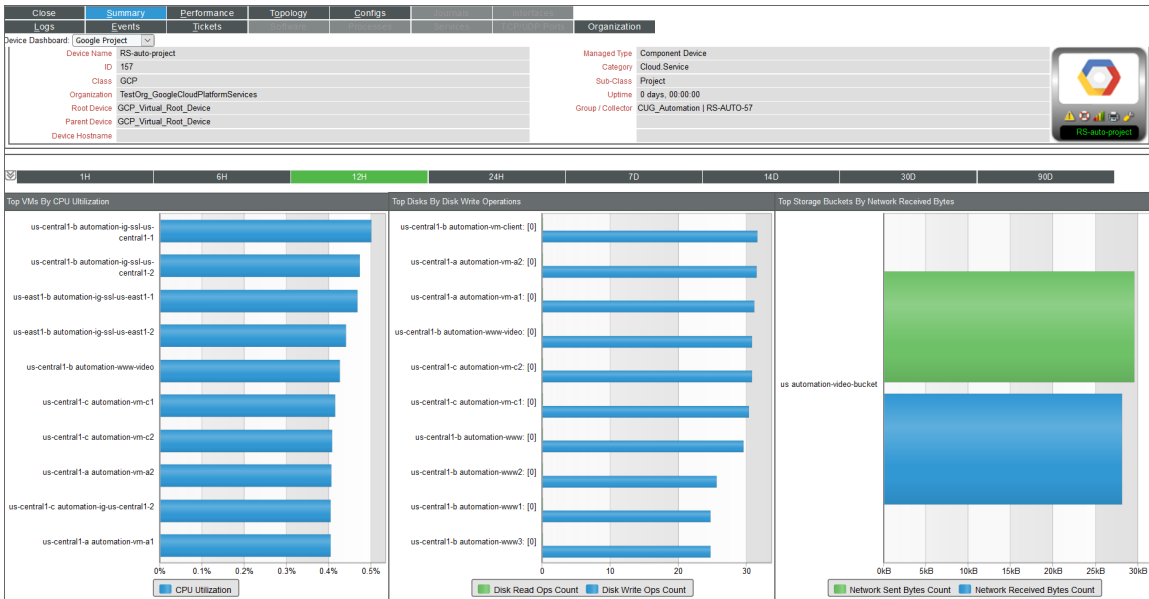 Close Summary Performance Topology Configs Journals Interfaces
Logs Events Tickets Software Processes Services TCP/UDP Ports Organization
Device Dashboard: Google Project
Device Name RS-auto-project Managed Type Component Device
ID 157 Category Cloud.Service
Class GCP Sub-Class Project
Organization TestOrg_GoogleCloudPlatformServices Uptime 0 days, 00:00:00
Root Device GCP_Virtual_Root_Device Group / Collector CUG_Automation | RS-AUTO-57
Parent Device GCP_Virtual_Root_Device
Device Hostname
RS-auto-project
1H 6H 12H 24H 7D 14D 30D 90D
Top VMs By CPU Ultilization
us-central1-b automation-ig-ssl-us-
central1-1
us-central1-b automation-ig-ssl-us-
central1-2
us-east1-b automation-ig-ssl-us-east1-1
us-east1-b automation-ig-ssl-us-east1-2
us-central1-b automation-www-video
us-central1-c automation-vm-c1
us-central1-c automation-vm-c2
us-central1-a automation-vm-a2
us-central1-c automation-ig-us-central1-2
us-central1-a automation-vm-a1
0% 0.1% 0.2% 0.3% 0.4% 0.5%
CPU Utilization
Top Disks By Disk Write Operations
us-central1-b automation-vm-client: [0]
us-central1-a automation-vm-a2: [0]
us-central1-a automation-vm-a1: [0]
us-central1-b automation-www-video: [0]
us-central1-c automation-vm-c2: [0]
us-central1-c automation-vm-c1: [0]
us-central1-b automation-www: [0]
us-central1-b automation-www2: [0]
us-central1-b automation-www1: [0]
us-central1-b automation-www3: [0]
0 10 20 30
Disk Read Ops Count Disk Write Ops Count
Top Storage Buckets By Network Received Bytes
us automation-video-bucket
0kB 5kB 10kB 15kB 20kB 25kB 30kB
Network Sent Bytes Count Network Received Bytes Count